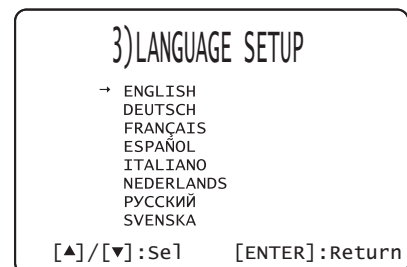 3)LANGUAGE SETUP
→ ENGLISH
DEUTSCH
FRANÇAIS
ESPAÑOL
ITALIANO
NEDERLANDS
РУССКИЙ
SVENSKA
[▲]/[▼]:Sel [ENTER]:Return